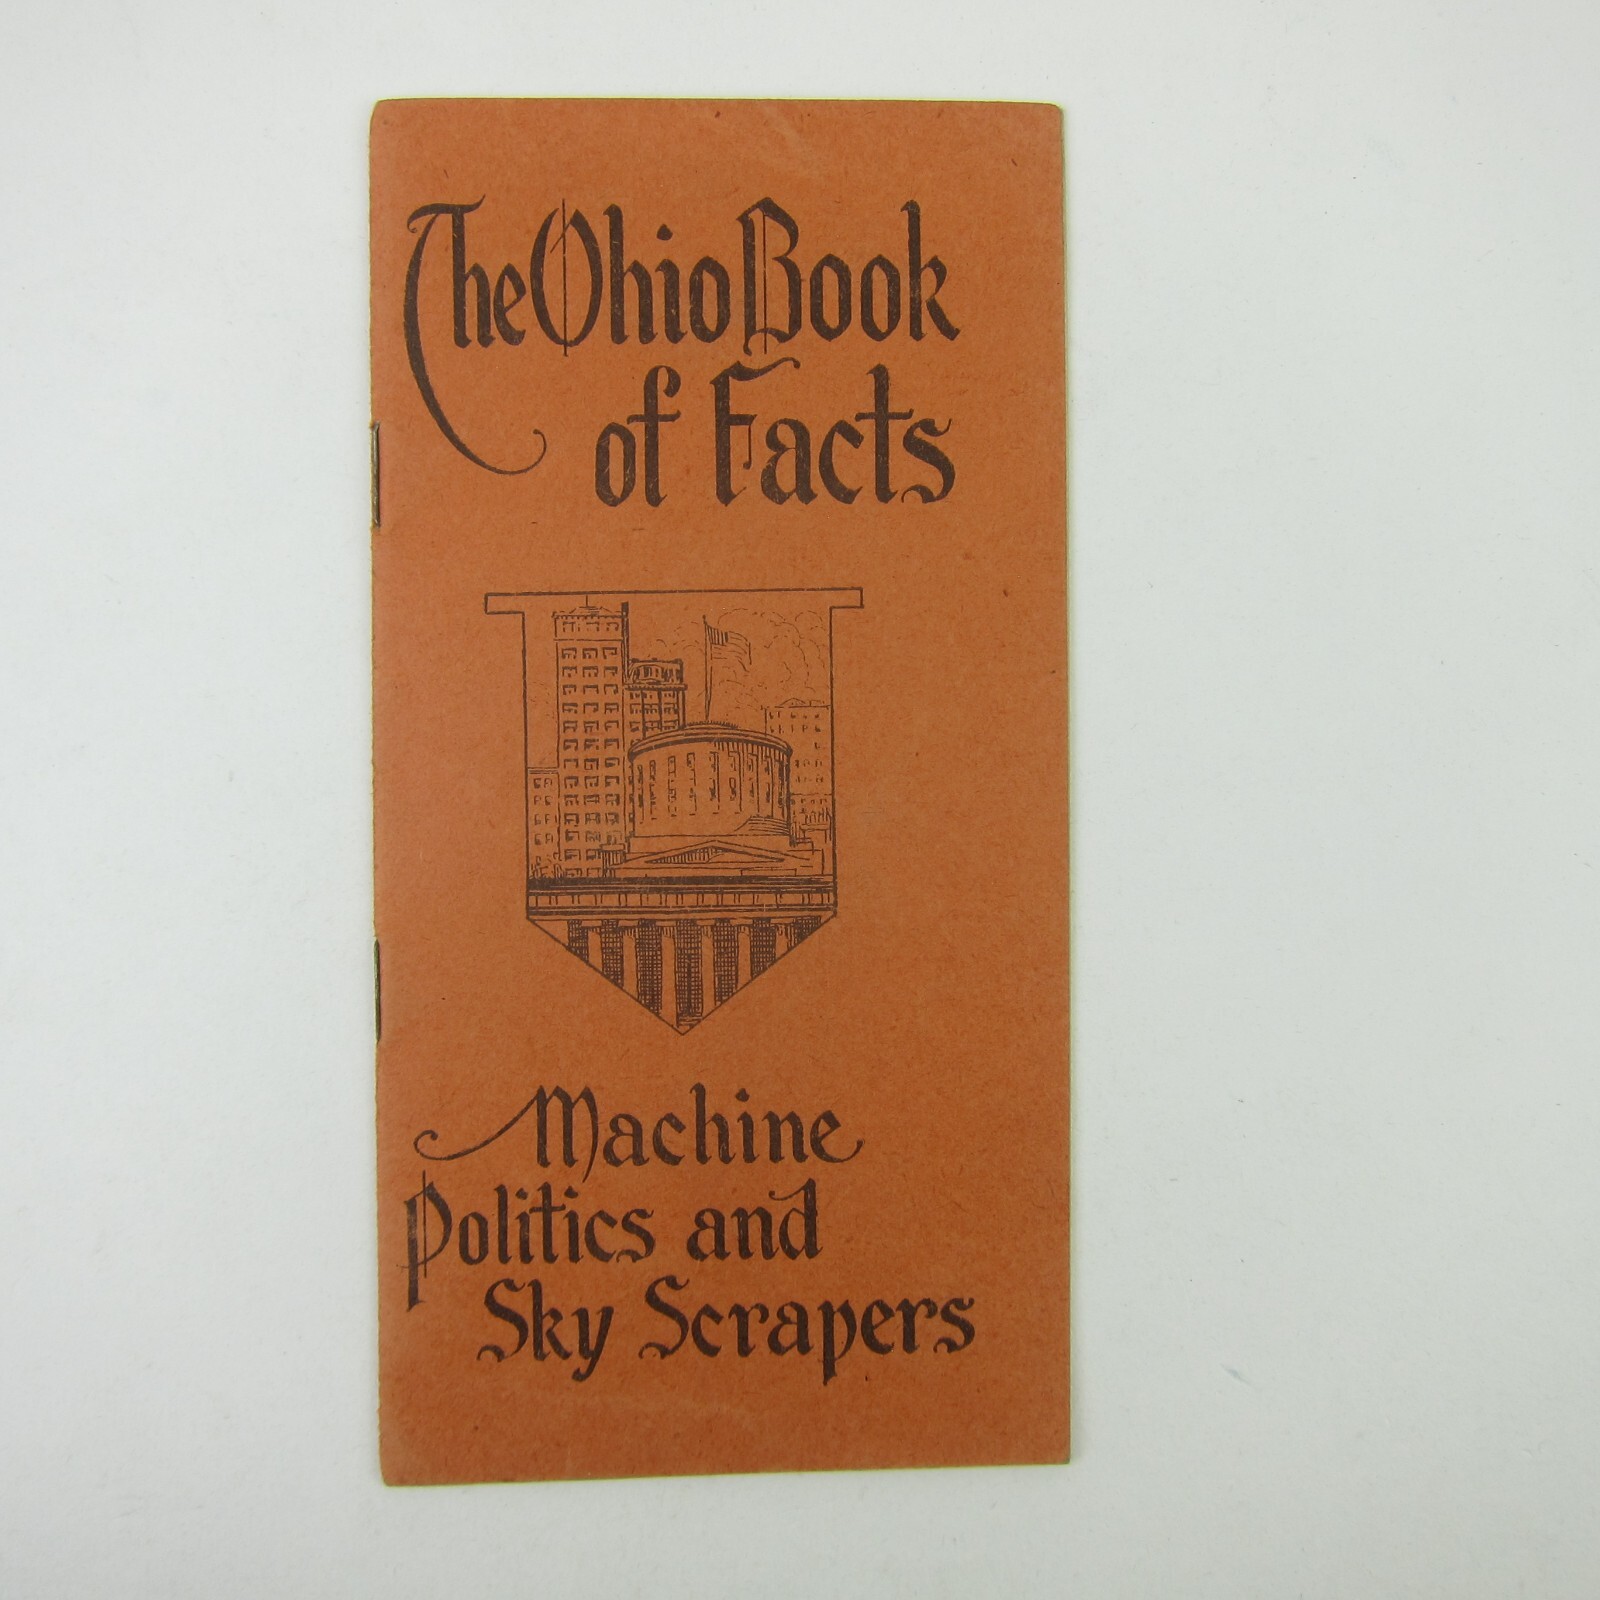 The Ohio Book
of Facts
Machine
Politics and
Sky Scrapers